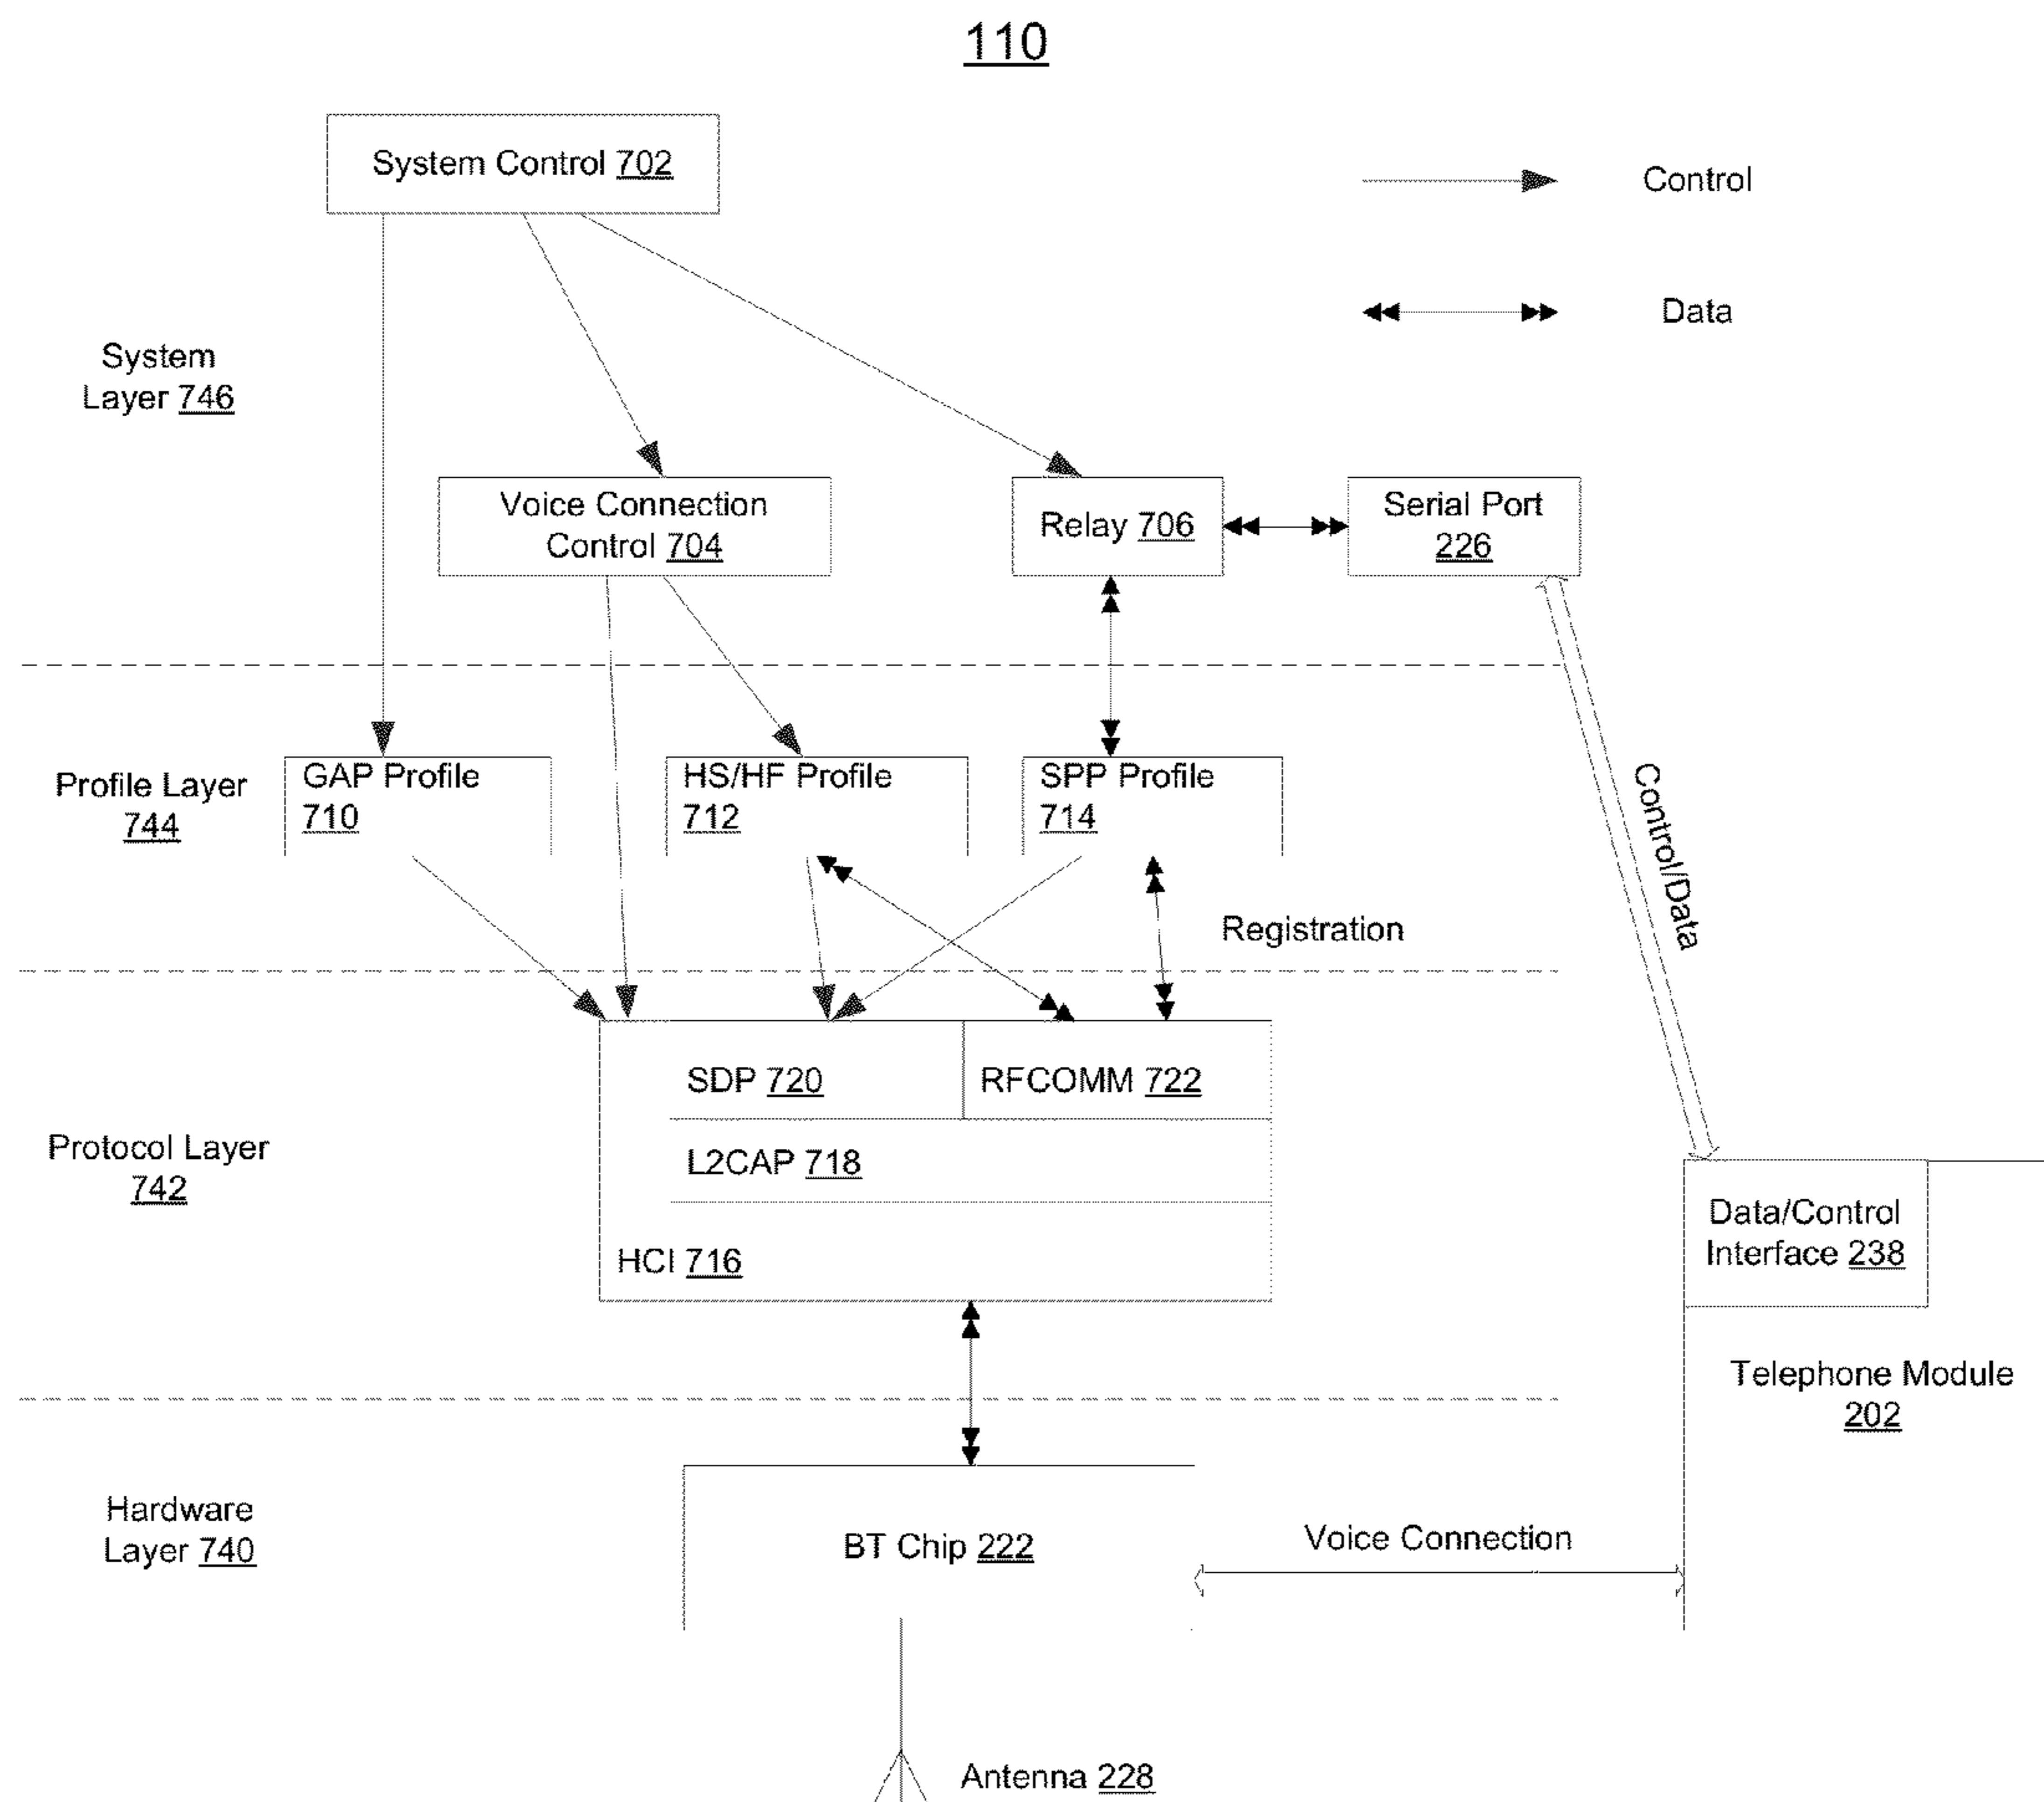 110
System Control 702
Control
Data
System
Layer 746
Voice Connection
Control 704
Relay 706
Serial Port
226
Profile Layer
744
GAP Profile
710
HS/HF Profile
712
SPP Profile
714
Control/Data
Registration
SDP 720
RFCOMM 722
Protocol Layer
742
L2CAP 718
HCI 716
Data/Control
Interface 238
Telephone Module
202
Hardware
Layer 740
BT Chip 222
Voice Connection
Antenna 228